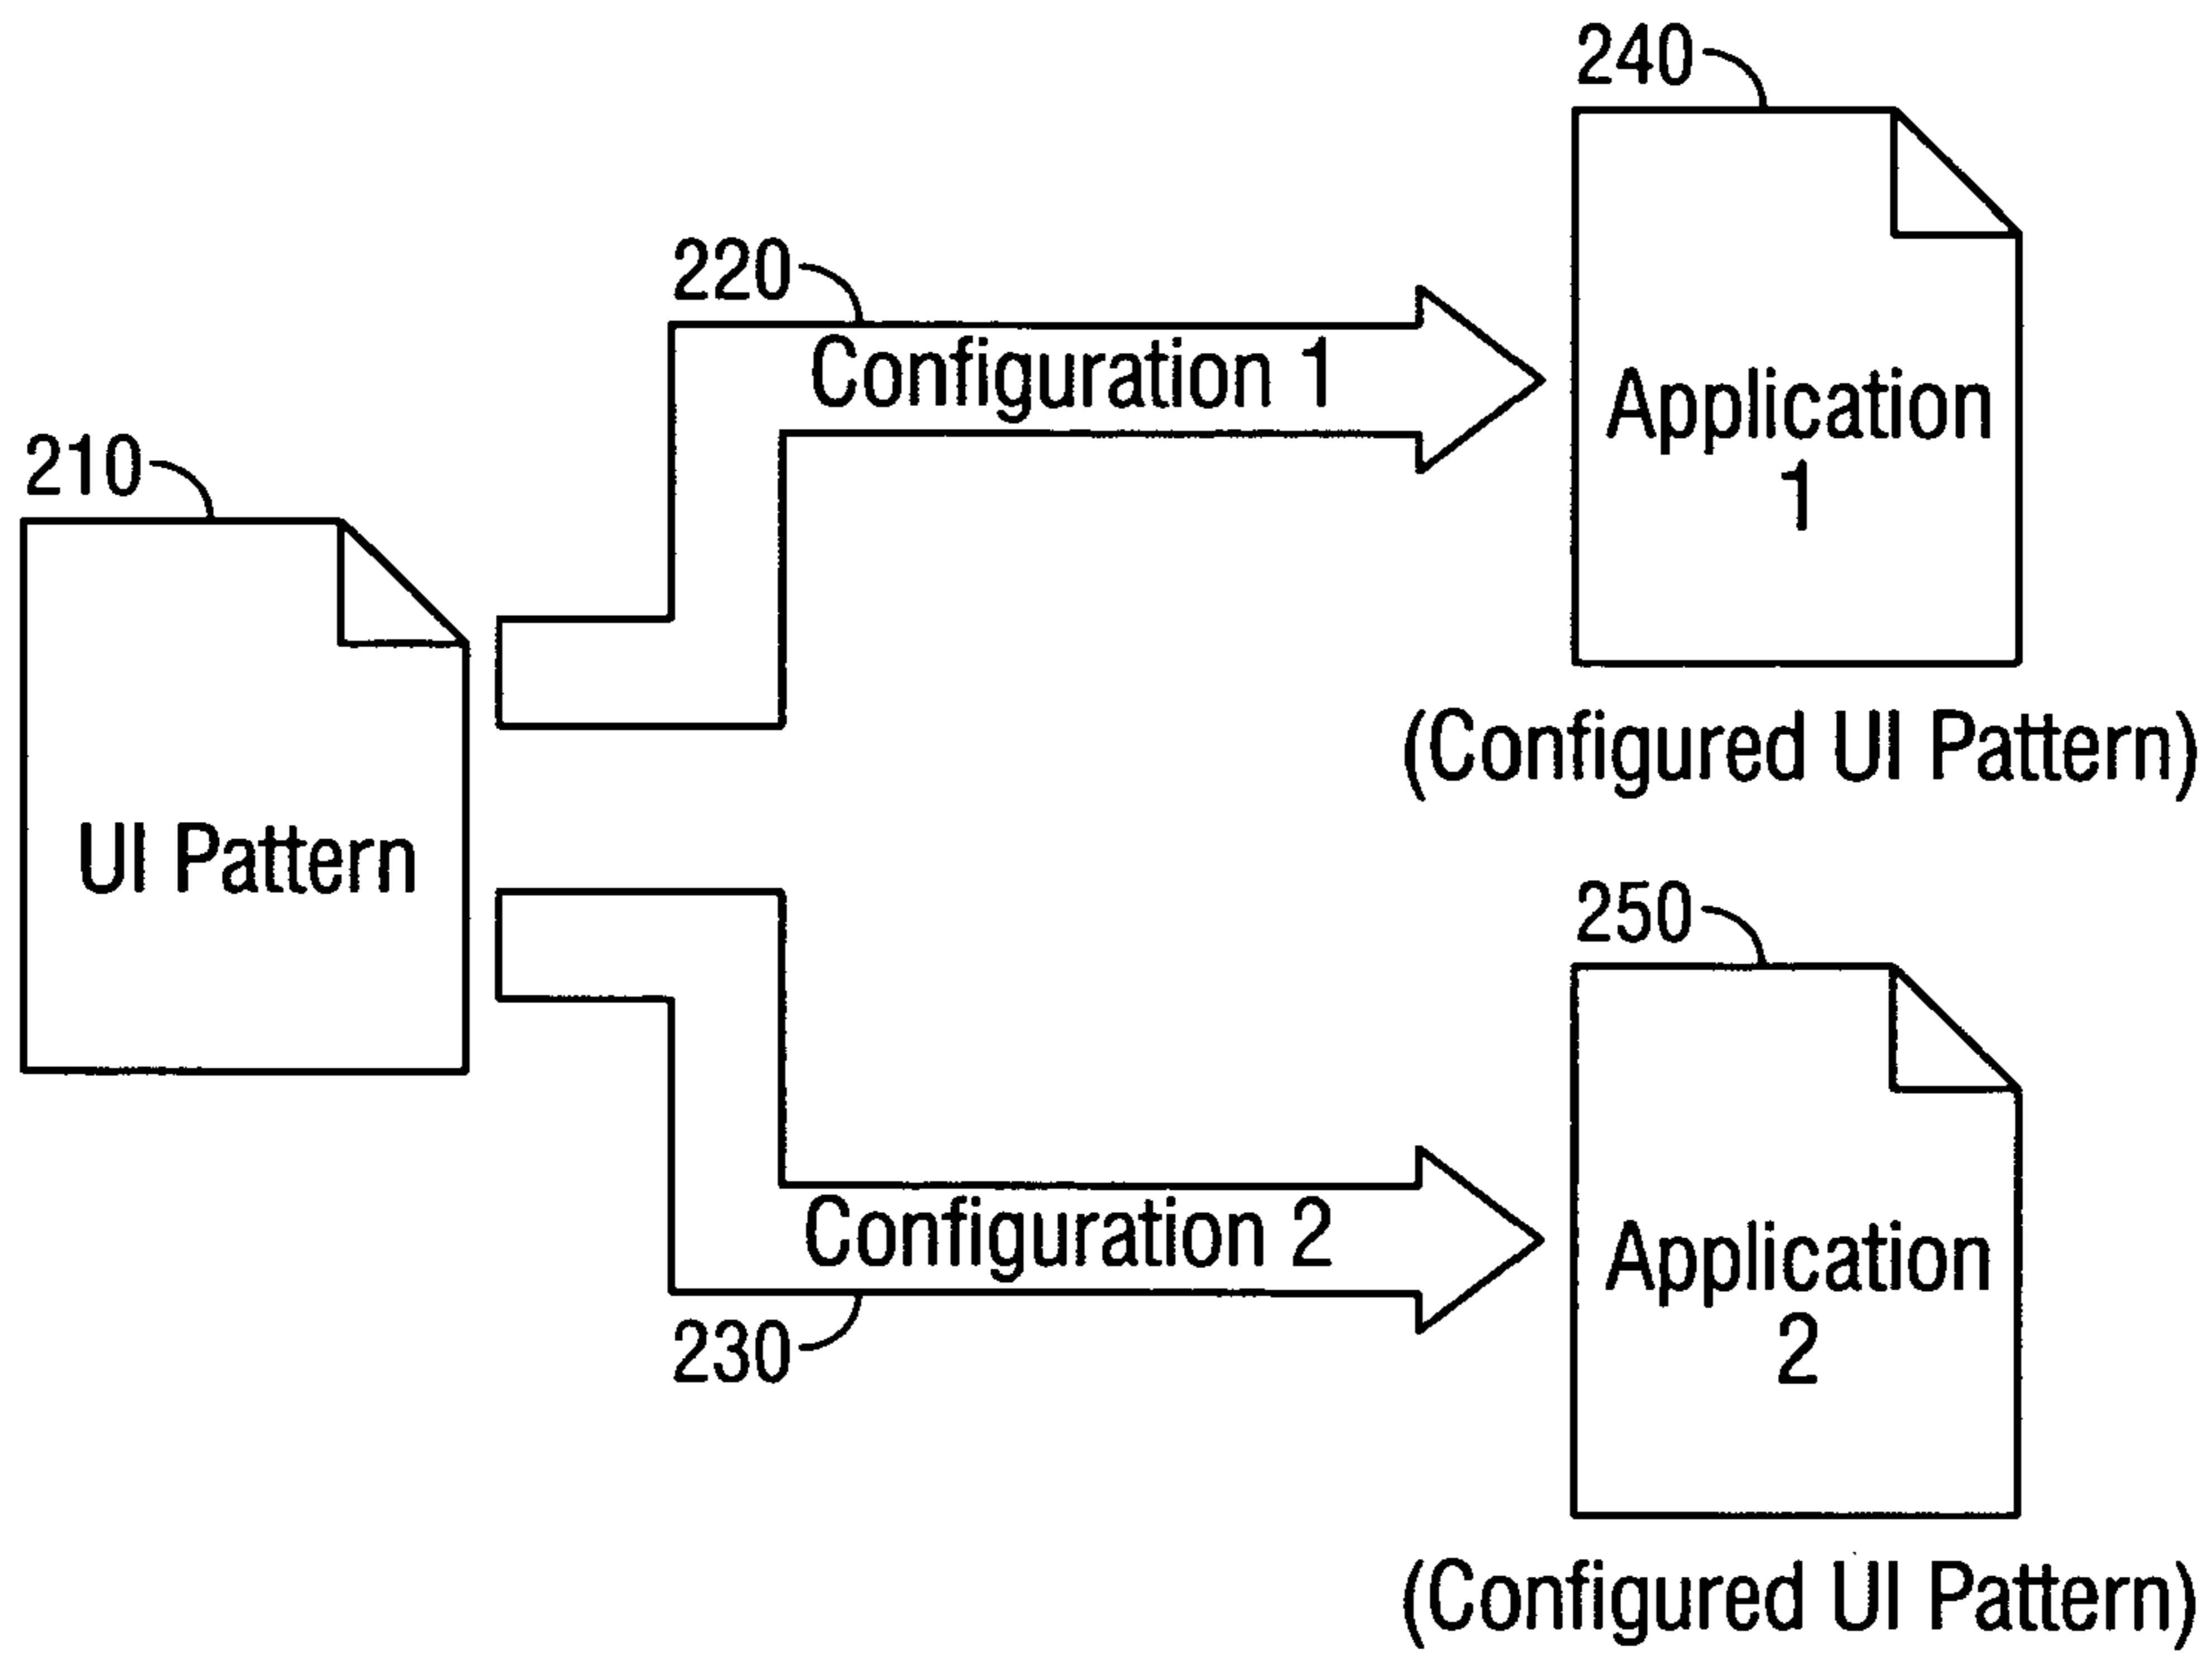 240
220
Configuration 1
Application
1
210
(Configured UI Pattern)
UI Pattern
250
Configuration 2
Application
2
230
(Configured UI Pattern)